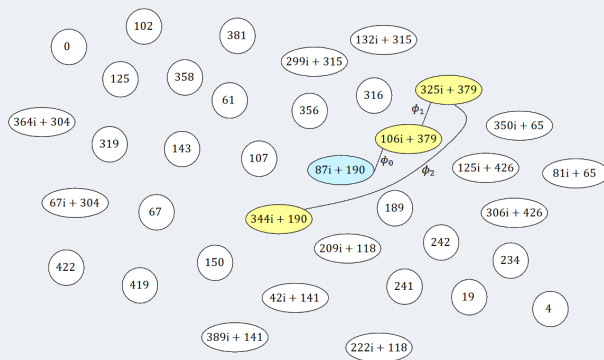 102
381
0
132i + 315
299i + 315
125
358
325i + 379
61
316
356
ϕ₁
364i + 304
350i + 65
106i + 379
319
143
107
ϕ₀
87i + 190
ϕ₂
125i + 426
81i + 65
67i + 304
67
189
306i + 426
344i + 190
242
209i + 118
422
150
234
419
241
42i + 141
19
4
389i + 141
222i + 118